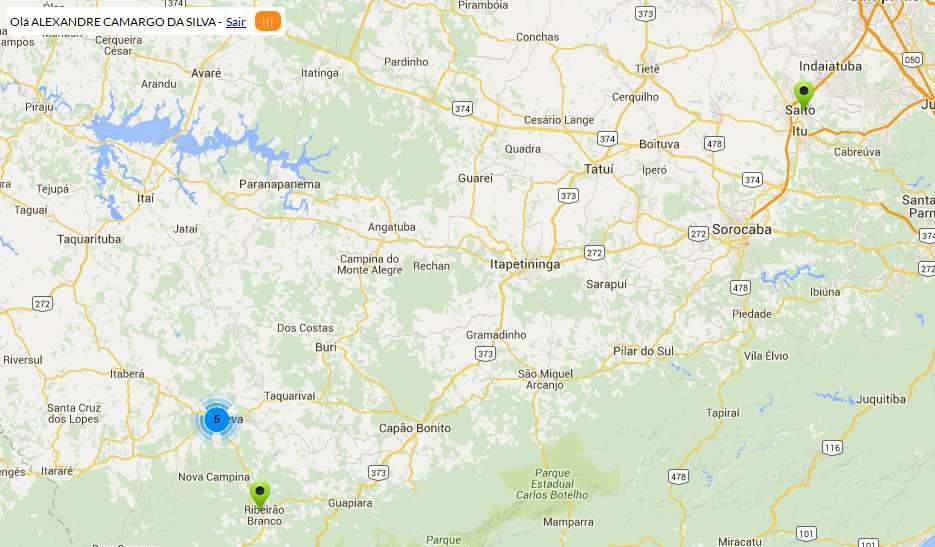 Olá ALEXANDRE CAMARGO DA SILVA - Sair
374
Pirambóia
Conchas
050
Cerqueira
César
Pardinho
Tietê
Indaiatuba
Avaré
Itatinga
Arandu
Piraju
Cerquilho
374
Salto
Cesário Lange
374
Itu
Boituva
478
Quadra
Cabreúva
Tatuí
Iperó
Guareí
374
Tejupá
Paranapanema
Itaí
373
Taguaí
Jataí
Angatuba
272
Sorocaba
374
Taquarituba
272
Campina do
Monte Alegre
Rechan
Itapetininga
272
Sarapuí
478
Ibiúna
272
Piedade
Dos Costas
Gramadinho
Buri
373
Pilar do Sul
Vila Élvio
Riversul
Itaberá
São Miguel
Arcanjo
Taquarivaí
Juquitiba
Santa Cruz
dos Lopes
5
Tapiraí
Capão Bonito
116
Itararé
Nova Campina
373
Parque
Estadual
Carlos Botelho
478
Guapiara
Ribeirão
Branco
Mamparra
101
Miracatu
101